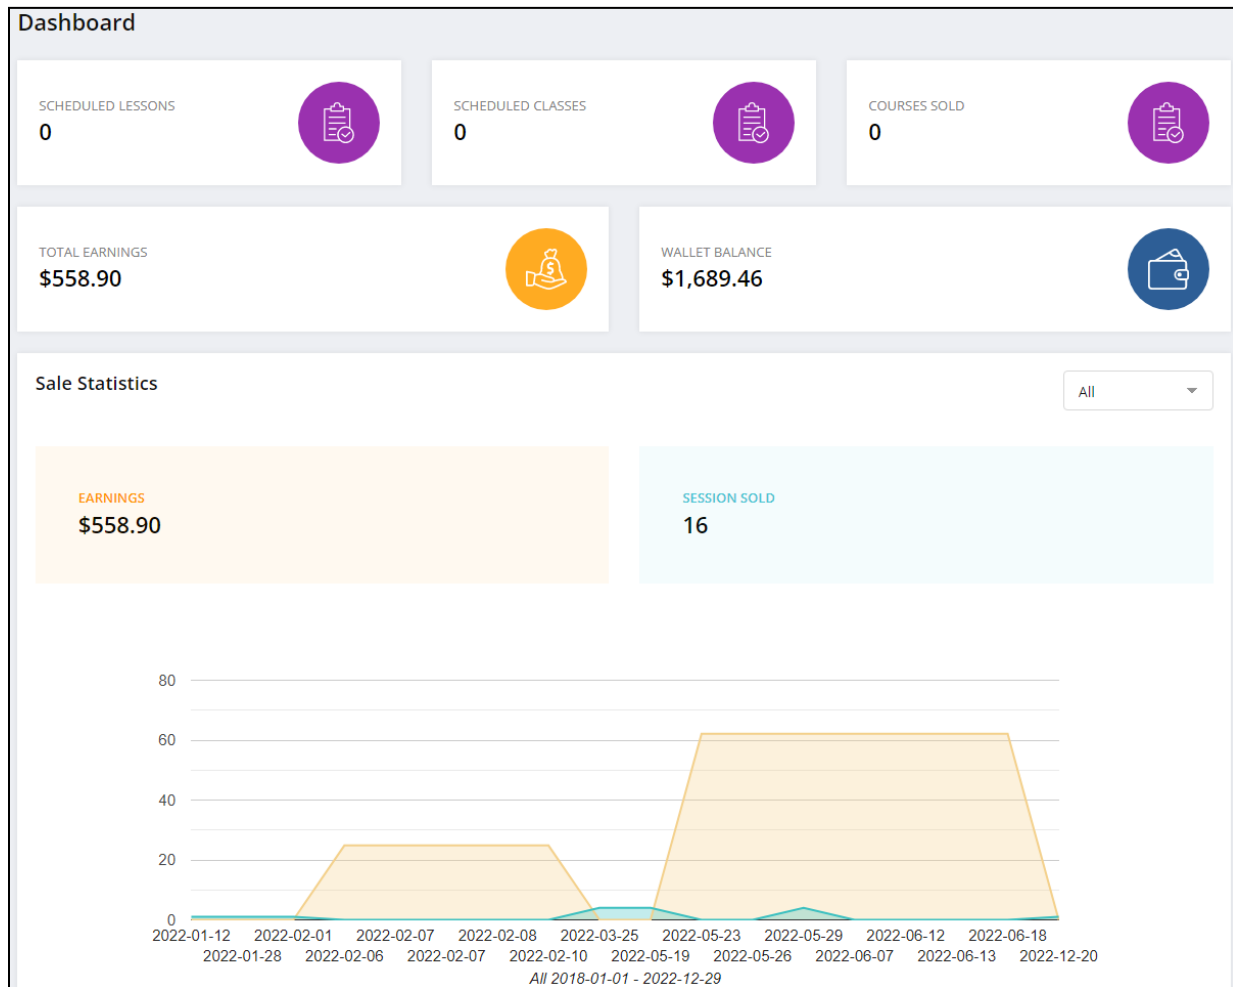 Dashboard
SCHEDULED LESSONS
0
SCHEDULED CLASSES
0
COURSES SOLD
0
TOTAL EARNINGS
$558.90
WALLET BALANCE
$1,689.46
Sale Statistics
All
EARNINGS
$558.90
SESSION SOLD
16
80
60
40
20
0
2022-01-12 2022-02-01 2022-02-07 2022-02-08 2022-03-25 2022-05-23 2022-05-29 2022-06-12 2022-06-18
2022-01-28 2022-02-06 2022-02-07 2022-02-10 2022-05-19 2022-05-26 2022-06-07 2022-06-13 2022-12-20
All 2018-01-01 - 2022-12-29